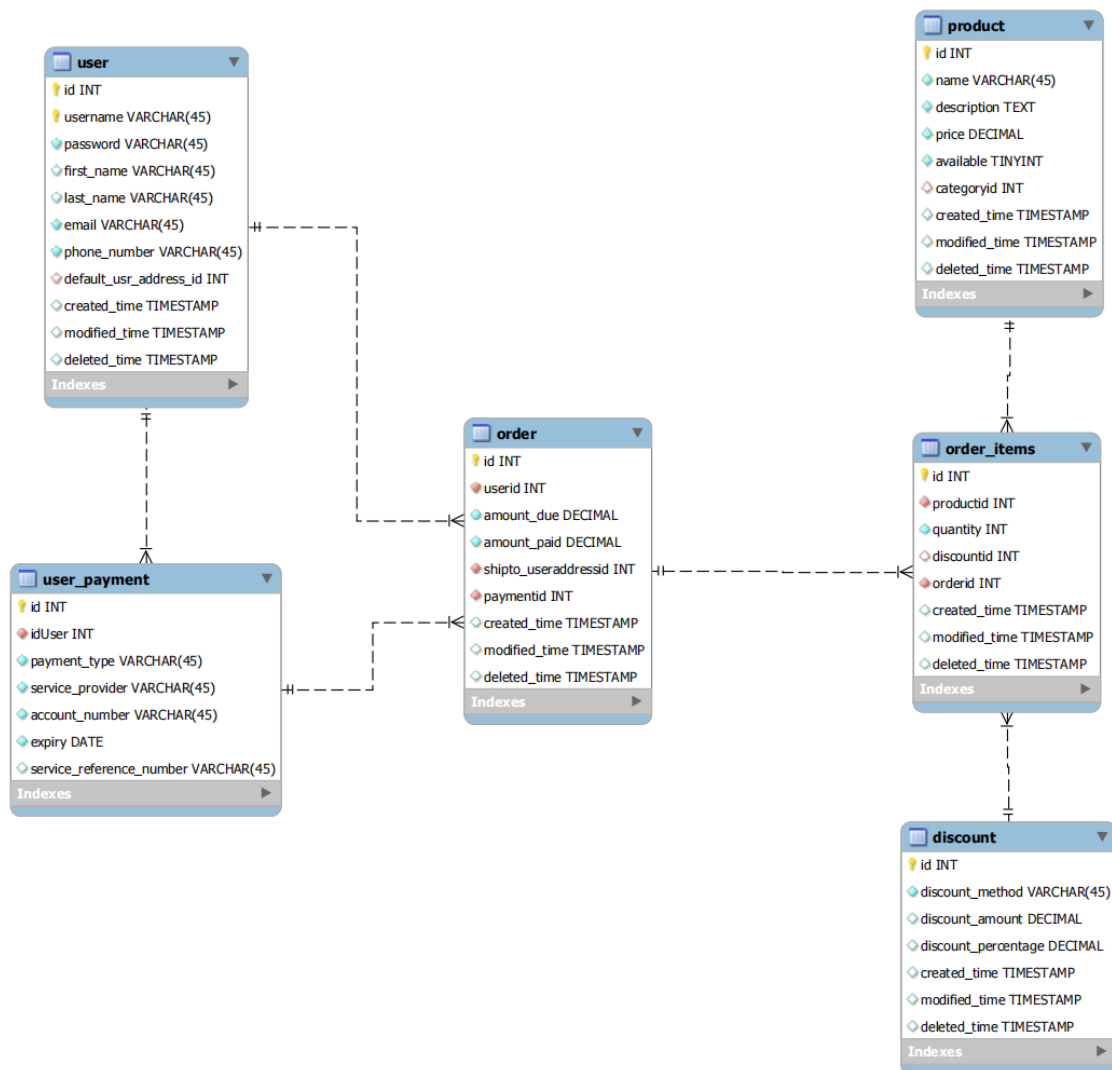 user
id INT
username VARCHAR(45)
password VARCHAR(45)
first_name VARCHAR(45)
last_name VARCHAR(45)
email VARCHAR(45)
phone_number VARCHAR(45)
default_usr_address_id INT
created_time TIMESTAMP
modified_time TIMESTAMP
deleted_time TIMESTAMP
Indexes
product
id INT
name VARCHAR(45)
description TEXT
price DECIMAL
available TINYINT
categoryid INT
created_time TIMESTAMP
modified_time TIMESTAMP
deleted_time TIMESTAMP
Indexes
order
id INT
userid INT
amount_due DECIMAL
amount_paid DECIMAL
shipto_useraddressid INT
paymentid INT
created_time TIMESTAMP
modified_time TIMESTAMP
deleted_time TIMESTAMP
Indexes
order_items
id INT
productid INT
quantity INT
discountid INT
orderid INT
created_time TIMESTAMP
modified_time TIMESTAMP
deleted_time TIMESTAMP
Indexes
user_payment
id INT
idUser INT
payment_type VARCHAR(45)
service_provider VARCHAR(45)
account_number VARCHAR(45)
expiry DATE
service_reference_number VARCHAR(45)
Indexes
discount
id INT
discount_method VARCHAR(45)
discount_amount DECIMAL
discount_percentage DECIMAL
created_time TIMESTAMP
modified_time TIMESTAMP
deleted_time TIMESTAMP
Indexes